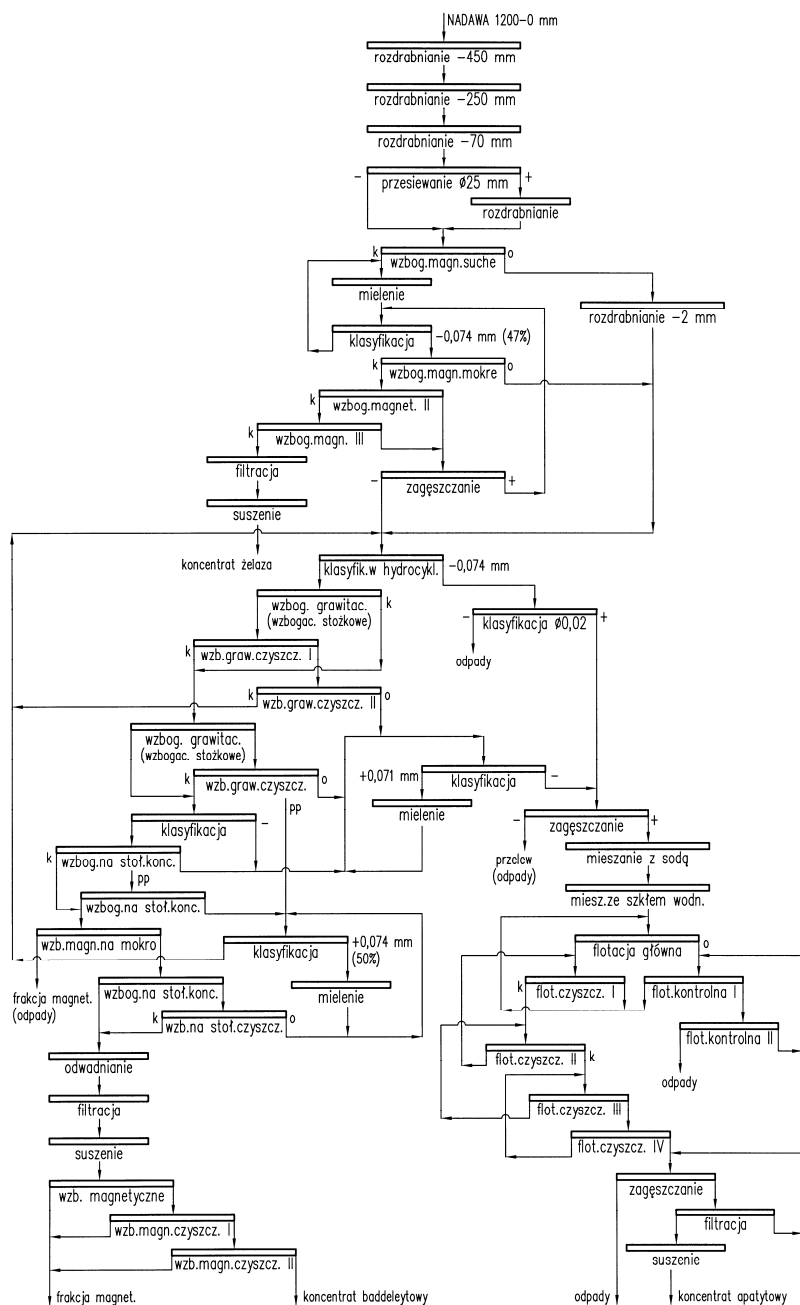 NADAWA 1200-0 mm
rozdrabnianie -450 mm
rozdrabnianie -250 mm
rozdrabnianie -70 mm
- przesiewanie ø25 mm +
rozdrabnianie
k wzbog.magn.suche o
mielenie
rozdrabnianie -2 mm
klasyfikacja -0,074 mm (47%)
k wzbog.magn.mokre o
k wzbog.magnet. II
k wzbog.magn. III
filtracja
- zagęszczanie +
suszenie
koncentrat żelaza
klasyfik.w hydrocykl. -0,074 mm
wzbog. grawitac. k
(wzbogac. stożkowe)
- klasyfikacja ø0,02 +
odpady
k wzb.graw.czyszcz. I
k wzb.graw.czyszcz. II o
wzbog. grawitac.
(wzbogac. stożkowe)
k wzb.graw.czyszcz. o
pp
+0,071 mm klasyfikacja -
mielenie
klasyfikacja -
- zagęszczanie +
przelew
(odpady)
mieszanie z sodą
k wzbog.na stoł.konc.
pp
miesz.ze szkłem wodn.
wzbog.na stoł.konc.
wzb.magn.na mokro
klasyfikacja +0,074 mm
(50%)
flotacja główna o
frakcja magnet.
(odpady)
wzbog.na stoł.konc.
mielenie
k flot.czyszcz. I
flot.kontrolna I
k wzb.na stoł.czyszcz. o
flot.kontrolna II
odpady
odwadnianie
flot.czyszcz. II k
filtracja
flot.czyszcz. III
suszenie
flot.czyszcz. IV
wzb. magnetyczne
zagęszczanie
wzb.magn.czyszcz. I
filtracja
wzb.magn.czyszcz. II
suszenie
frakcja magnet.
koncentrat baddeleytowy
odpady
koncentrat apatytowy